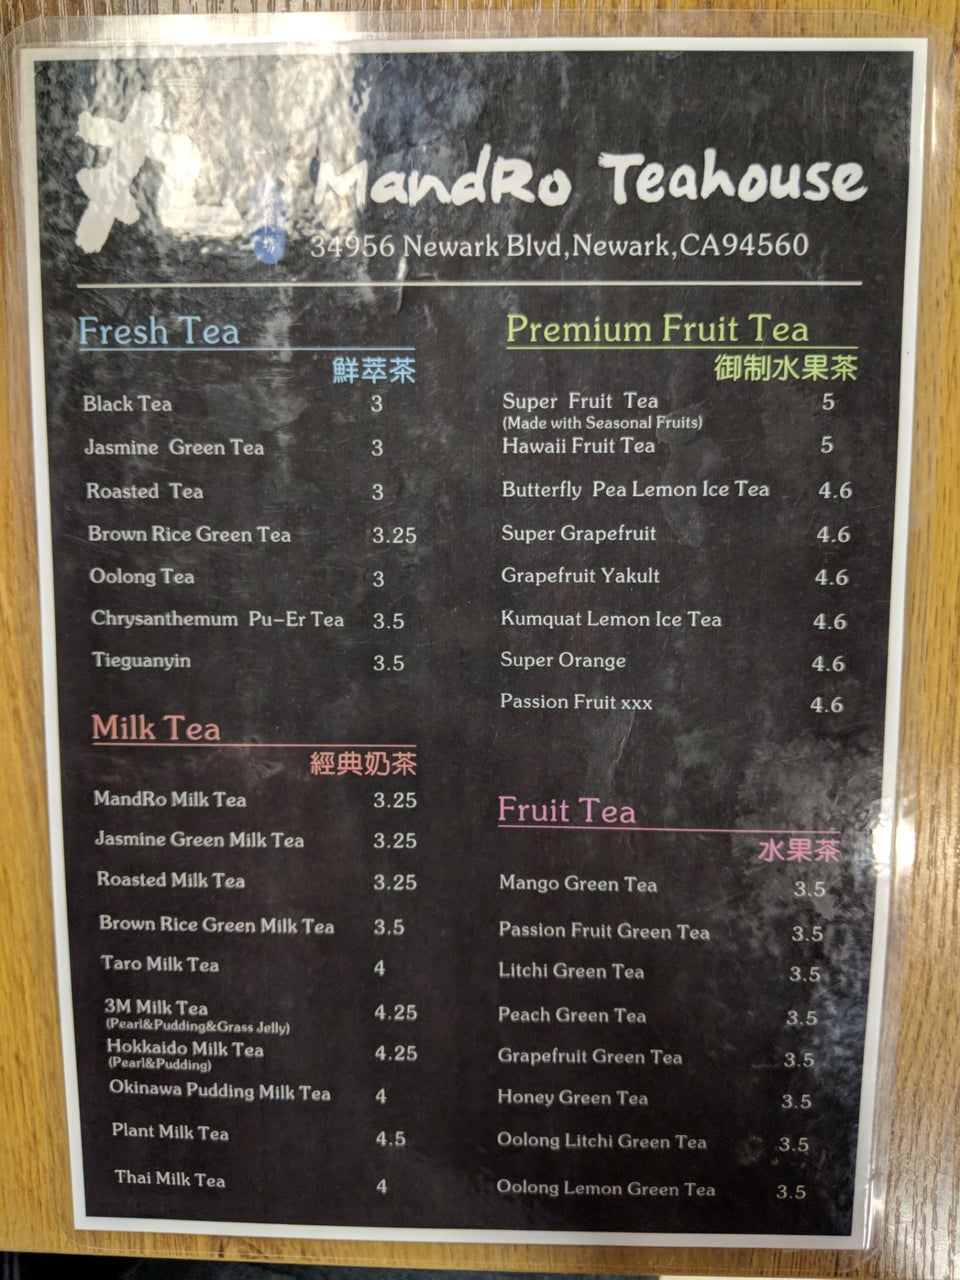 MandRo Teahouse
34956 Newark Blvd,Newark,CA94560
Fresh Tea
鮮萃茶
Black Tea 3
Jasmine Green Tea 3
Roasted Tea 3
Brown Rice Green Tea 3.25
Oolong Tea 3
Chrysanthemum Pu-Er Tea 3.5
Tieguanyin 3.5
Milk Tea
經典奶茶
MandRo Milk Tea 3.25
Jasmine Green Milk Tea 3.25
Roasted Milk Tea 3.25
Brown Rice Green Milk Tea 3.5
Taro Milk Tea 4
3M Milk Tea 4.25
(Pearl&Pudding&Grass Jelly)
Hokkaido Milk Tea 4.25
(Pearl&Pudding)
Okinawa Pudding Milk Tea 4
Plant Milk Tea 4.5
Thai Milk Tea 4
Premium Fruit Tea
御制水果茶
Super Fruit Tea 5
(Made with Seasonal Fruits)
Hawaii Fruit Tea 5
Butterfly Pea Lemon Ice Tea 4.6
Super Grapefruit 4.6
Grapefruit Yakult 4.6
Kumquat Lemon Ice Tea 4.6
Super Orange 4.6
Passion Fruit xxx 4.6
Fruit Tea
水果茶
Mango Green Tea 3.5
Passion Fruit Green Tea 3.5
Litchi Green Tea 3.5
Peach Green Tea 3.5
Grapefruit Green Tea 3.5
Honey Green Tea 3.5
Oolong Litchi Green Tea 3.5
Oolong Lemon Green Tea 3.5